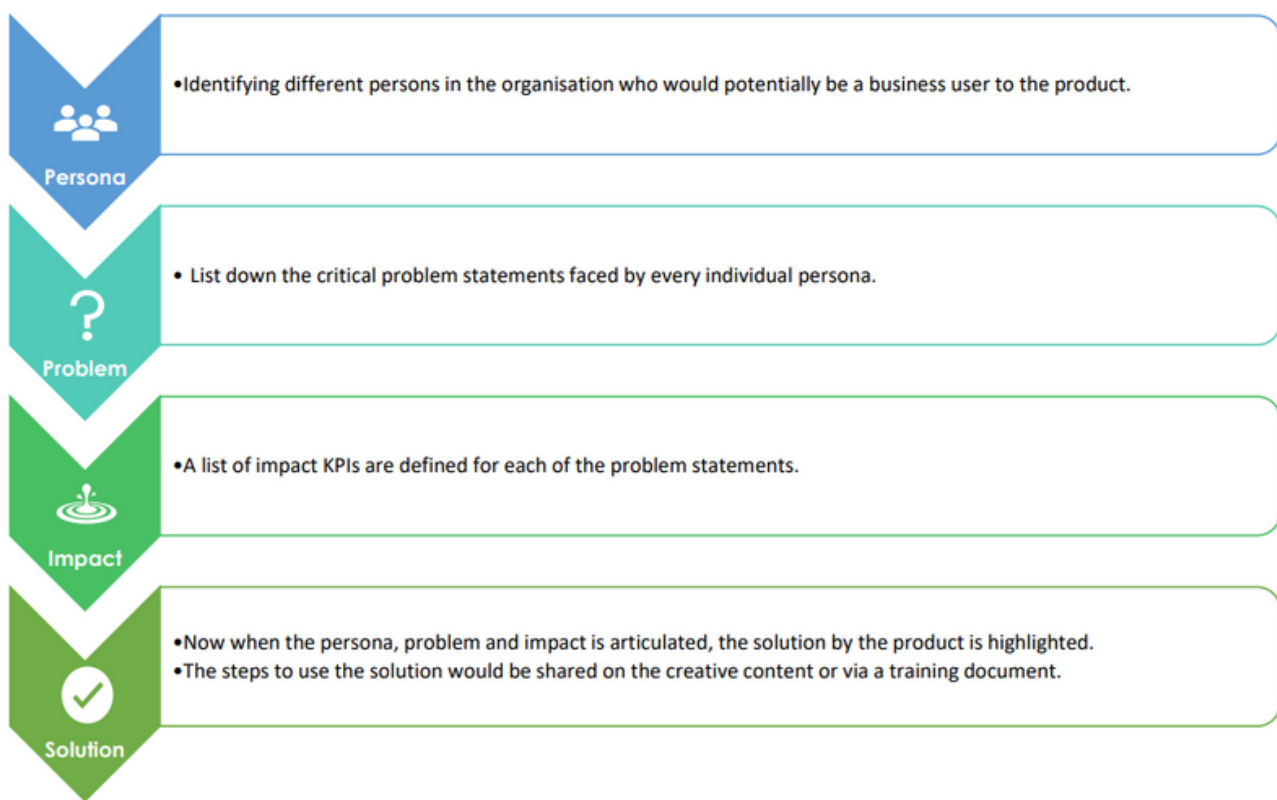 •Identifying different persons in the organisation who would potentially be a business user to the product.
Persona
• List down the critical problem statements faced by every individual persona.
Problem
•A list of impact KPIs are defined for each of the problem statements.
Impact
•Now when the persona, problem and impact is articulated, the solution by the product is highlighted.
•The steps to use the solution would be shared on the creative content or via a training document.
Solution